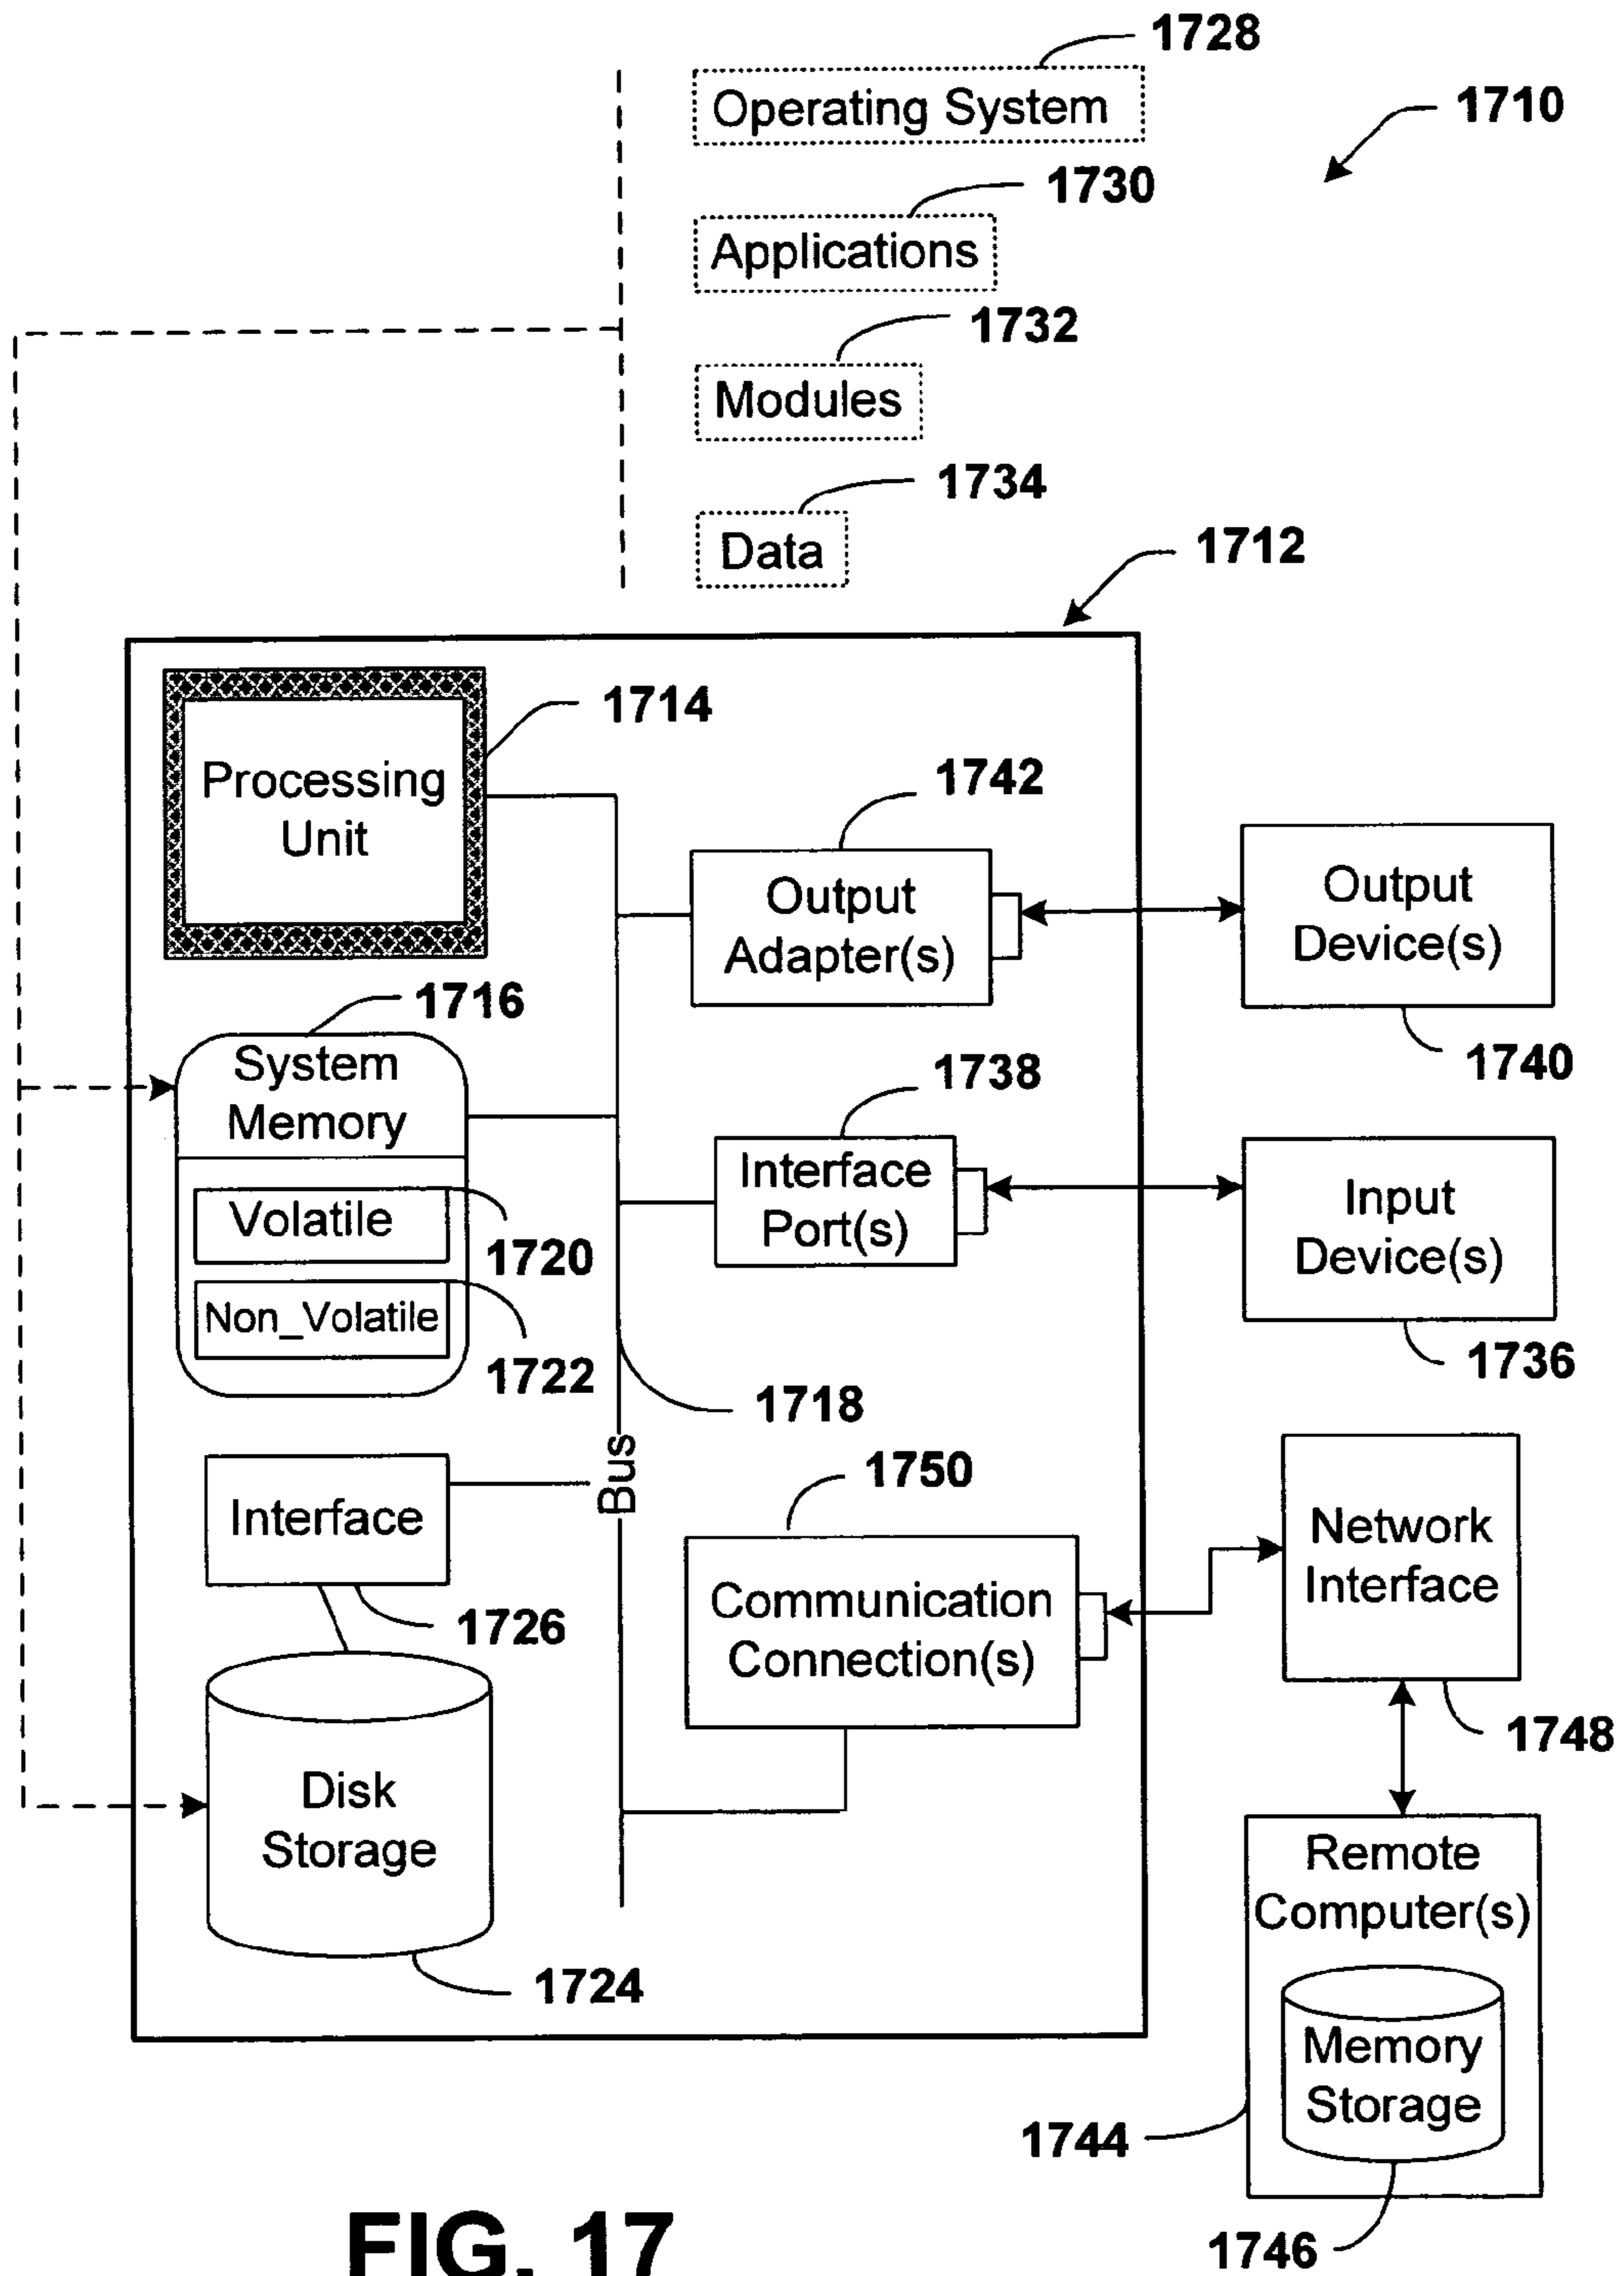 1728
Operating System
1710
1730
Applications
1732
Modules
1734
Data
1712
1714
Processing
Unit
1742
Output
Adapter(s)
Output
Device(s)
1740
1716
System
Memory
1738
Interface
Port(s)
Input
Device(s)
1736
Volatile
1720
Non_Volatile
1722
1718
Bus
Interface
1726
1750
Communication
Connection(s)
Network
Interface
1748
Disk
Storage
1724
Remote
Computer(s)
Memory
Storage
1744
1746
FIG. 17